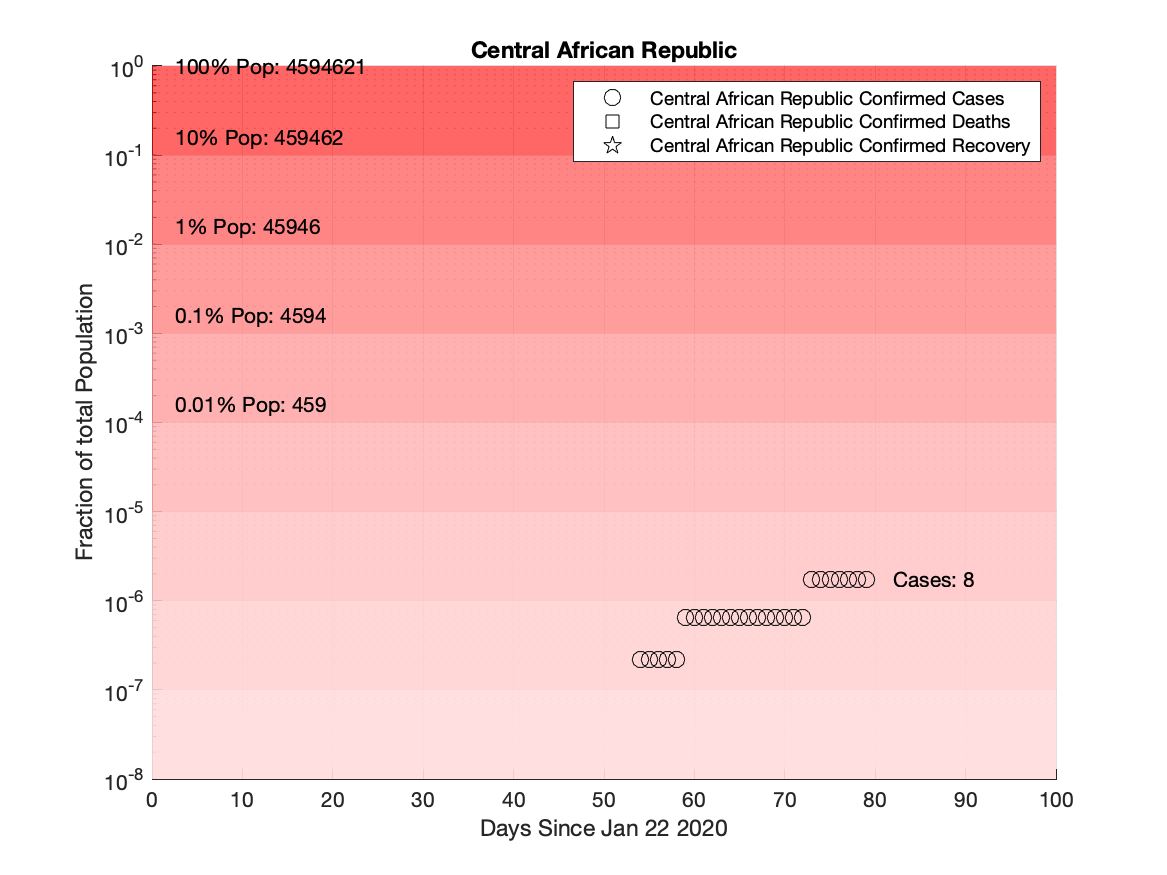 Central African Republic
10^0
100% Pop: 4594621
Central African Republic Confirmed Cases
Central African Republic Confirmed Deaths
Central African Republic Confirmed Recovery
10% Pop: 459462
10^-1
1% Pop: 45946
10^-2
0.1% Pop: 4594
10^-3
0.01% Pop: 459
10^-4
10^-5
Cases: 8
10^-6
10^-7
10^-8
Fraction of total Population
0 10 20 30 40 50 60 70 80 90 100
Days Since Jan 22 2020